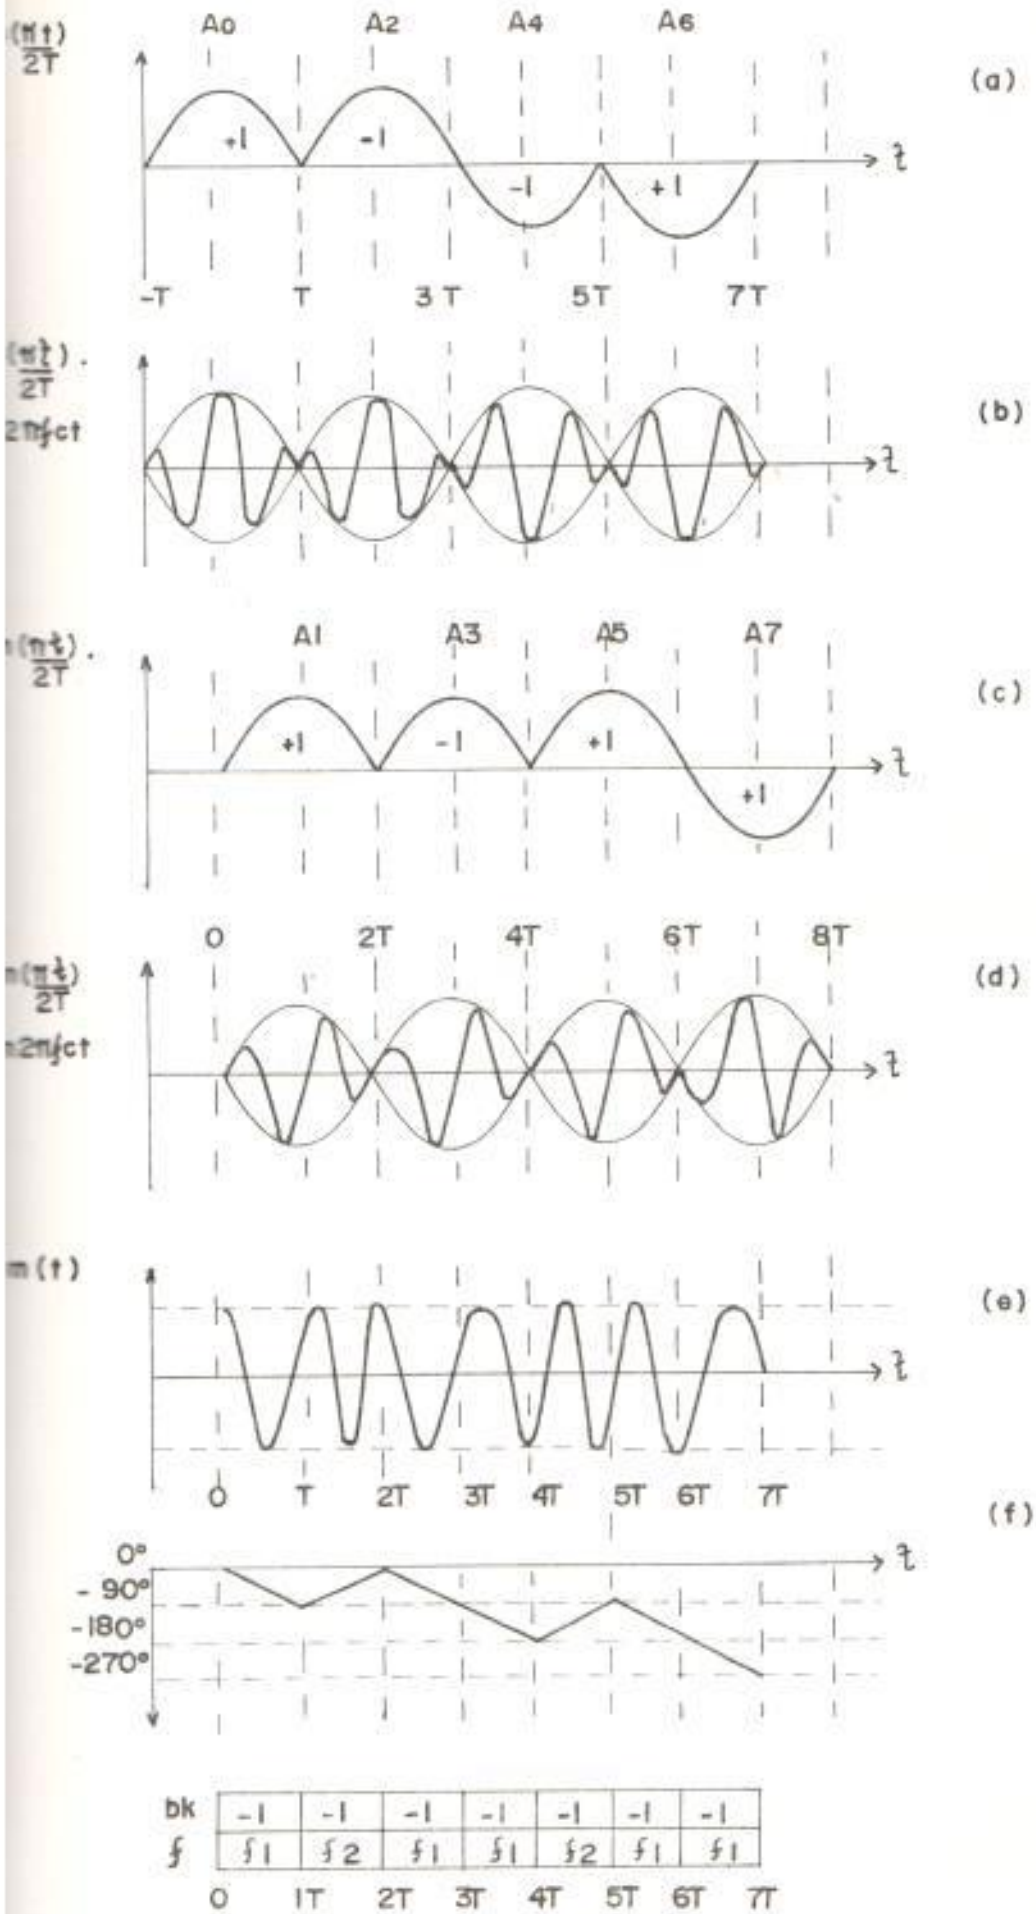 A0 A2 A4 A6
(πt)
2T
(a)
+1 -1 -1 +1
t
-T T 3T 5T 7T
(πt).
2T
2πfct
(b)
t
A1 A3 A5 A7
(πt).
2T
(c)
+1 -1 +1 +1
t
0 2T 4T 6T 8T
n(πt)
2T
n2πfct
(d)
t
m(t)
(e)
t
0 T 2T 3T 4T 5T 6T 7T
(f)
t
0°
-90°
-180°
-270°
bk -1 -1 -1 -1 -1 -1 -1
f f1 f2 f1 f1 f2 f1 f1
0 1T 2T 3T 4T 5T 6T 7T